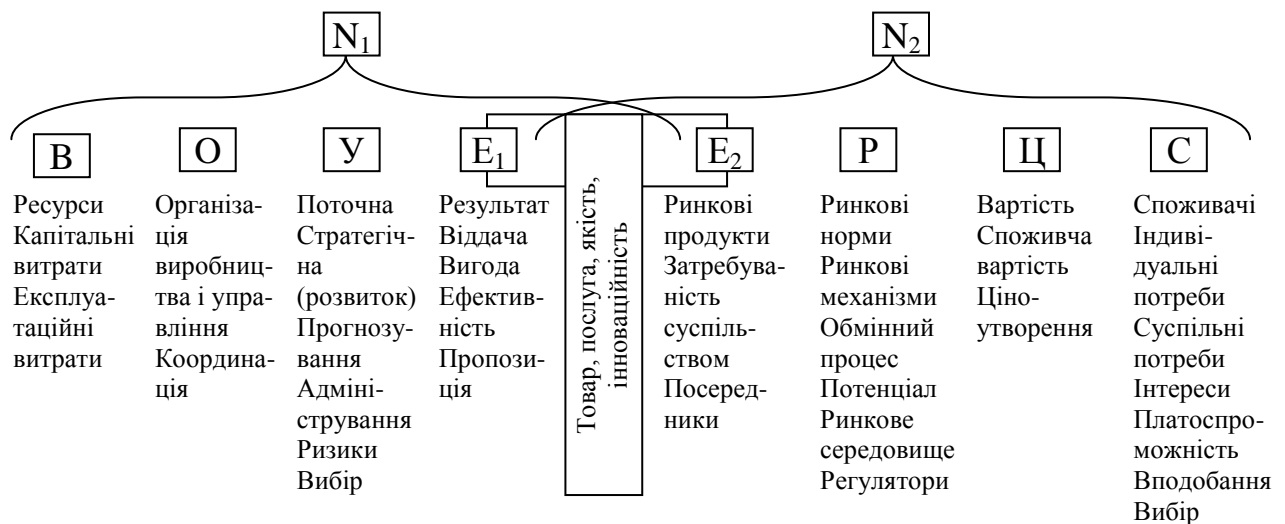 N₁
N₂
В
О
У
Е₁
Е₂
Р
Ц
С
Ресурси
Капітальні
витрати
Експлуа-
таційні
витрати
Організа-
ція
виробниц-
тва і упра-
вління
Координа-
ція
Поточна
Стратегіч-
на
(розвиток)
Прогнозу-
вання
Адміні-
стрування
Ризики
Вибір
Результат
Віддача
Вигода
Ефектив-
ність
Пропози-
ція
Товар, послуга, якість,
інноваційність
Ринкові
продукти
Затребува-
ність
суспіль-
ством
Посеред-
ники
Ринкові
норми
Ринкові
механізми
Обмінний
процес
Потенціал
Ринкове
середовище
Регулятори
Вартість
Споживча
вартість
Ціно-
утворення
Споживачі
Індиві-
дуальні
потреби
Суспільні
потреби
Інтереси
Платоспро-
можність
Вподобання
Вибір